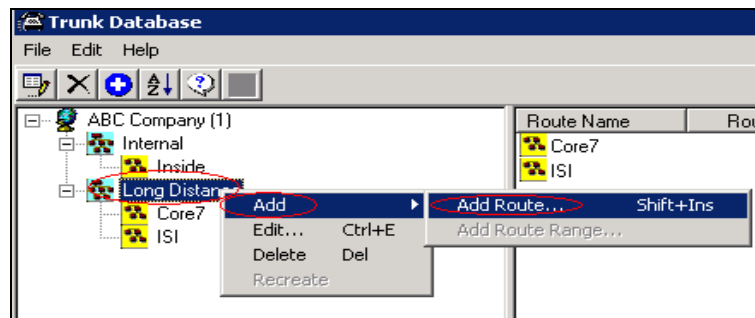 Trunk Database
File Edit Help
ABC Company (1)
Internal
Inside
Long Distance
Core7
ISI
Route Name Rou
Core7
ISI
Add
Edit... Ctrl+E
Delete Del
Recreate
Add Route... Shift+Ins
Add Route Range...